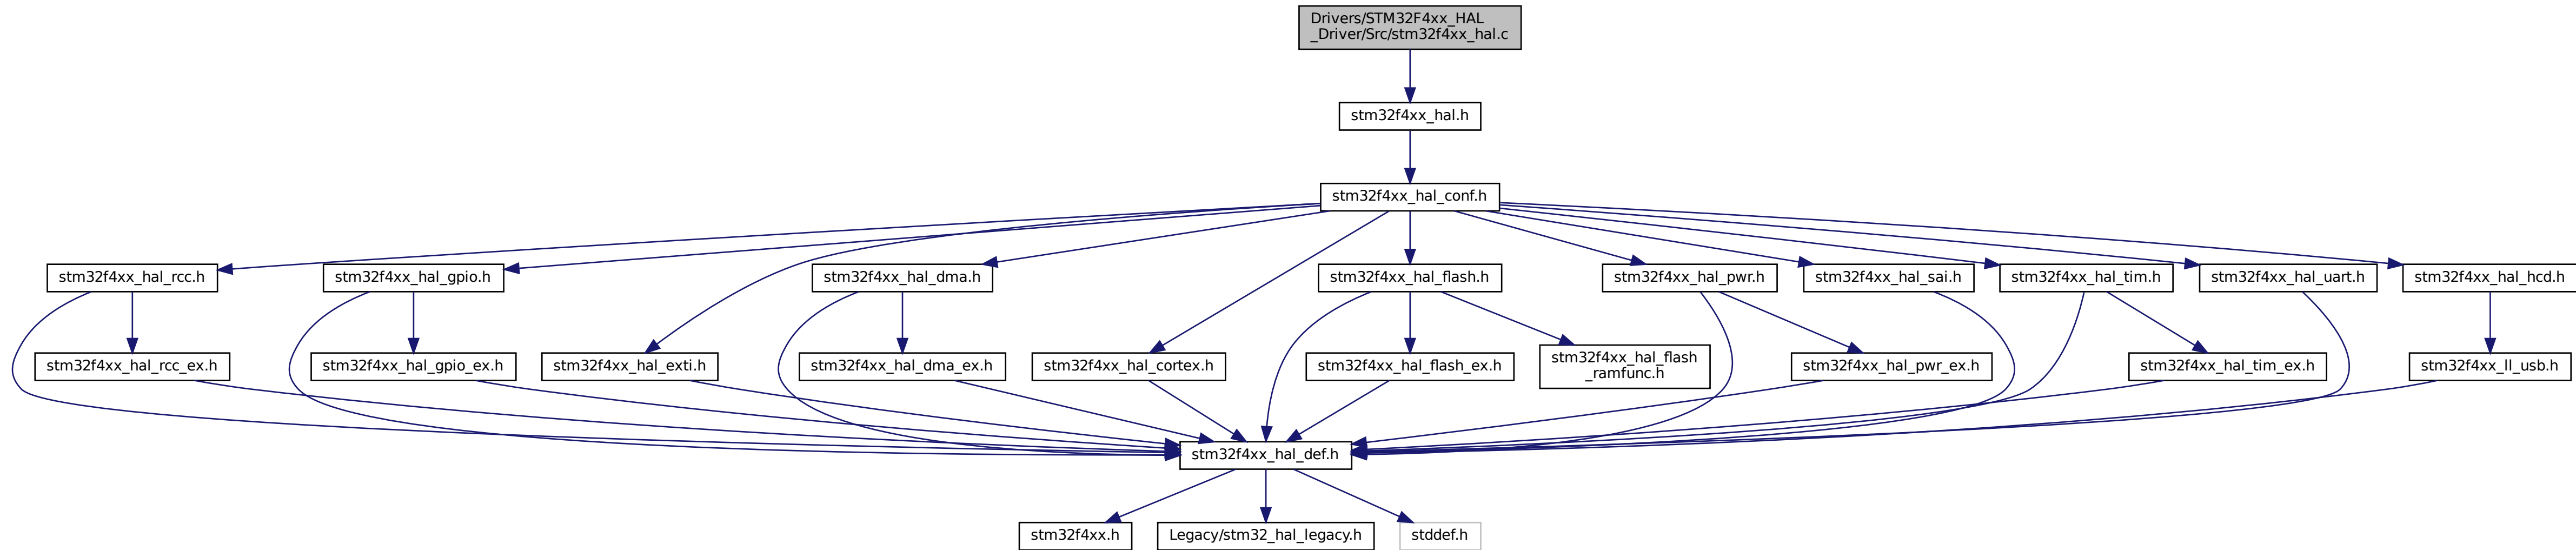 Drivers/STM32F4xx_HAL
_Driver/Src/stm32f4xx_hal.c
stm32f4xx_hal.h
stm32f4xx_hal_conf.h
stm32f4xx_hal_rcc.h
stm32f4xx_hal_gpio.h
stm32f4xx_hal_dma.h
stm32f4xx_hal_flash.h
stm32f4xx_hal_pwr.h
stm32f4xx_hal_sai.h
stm32f4xx_hal_tim.h
stm32f4xx_hal_uart.h
stm32f4xx_hal_hcd.h
stm32f4xx_hal_rcc_ex.h
stm32f4xx_hal_gpio_ex.h
stm32f4xx_hal_exti.h
stm32f4xx_hal_dma_ex.h
stm32f4xx_hal_cortex.h
stm32f4xx_hal_flash_ex.h
stm32f4xx_hal_flash
_ramfunc.h
stm32f4xx_hal_pwr_ex.h
stm32f4xx_hal_tim_ex.h
stm32f4xx_ll_usb.h
stm32f4xx_hal_def.h
stm32f4xx.h
Legacy/stm32_hal_legacy.h
stddef.h